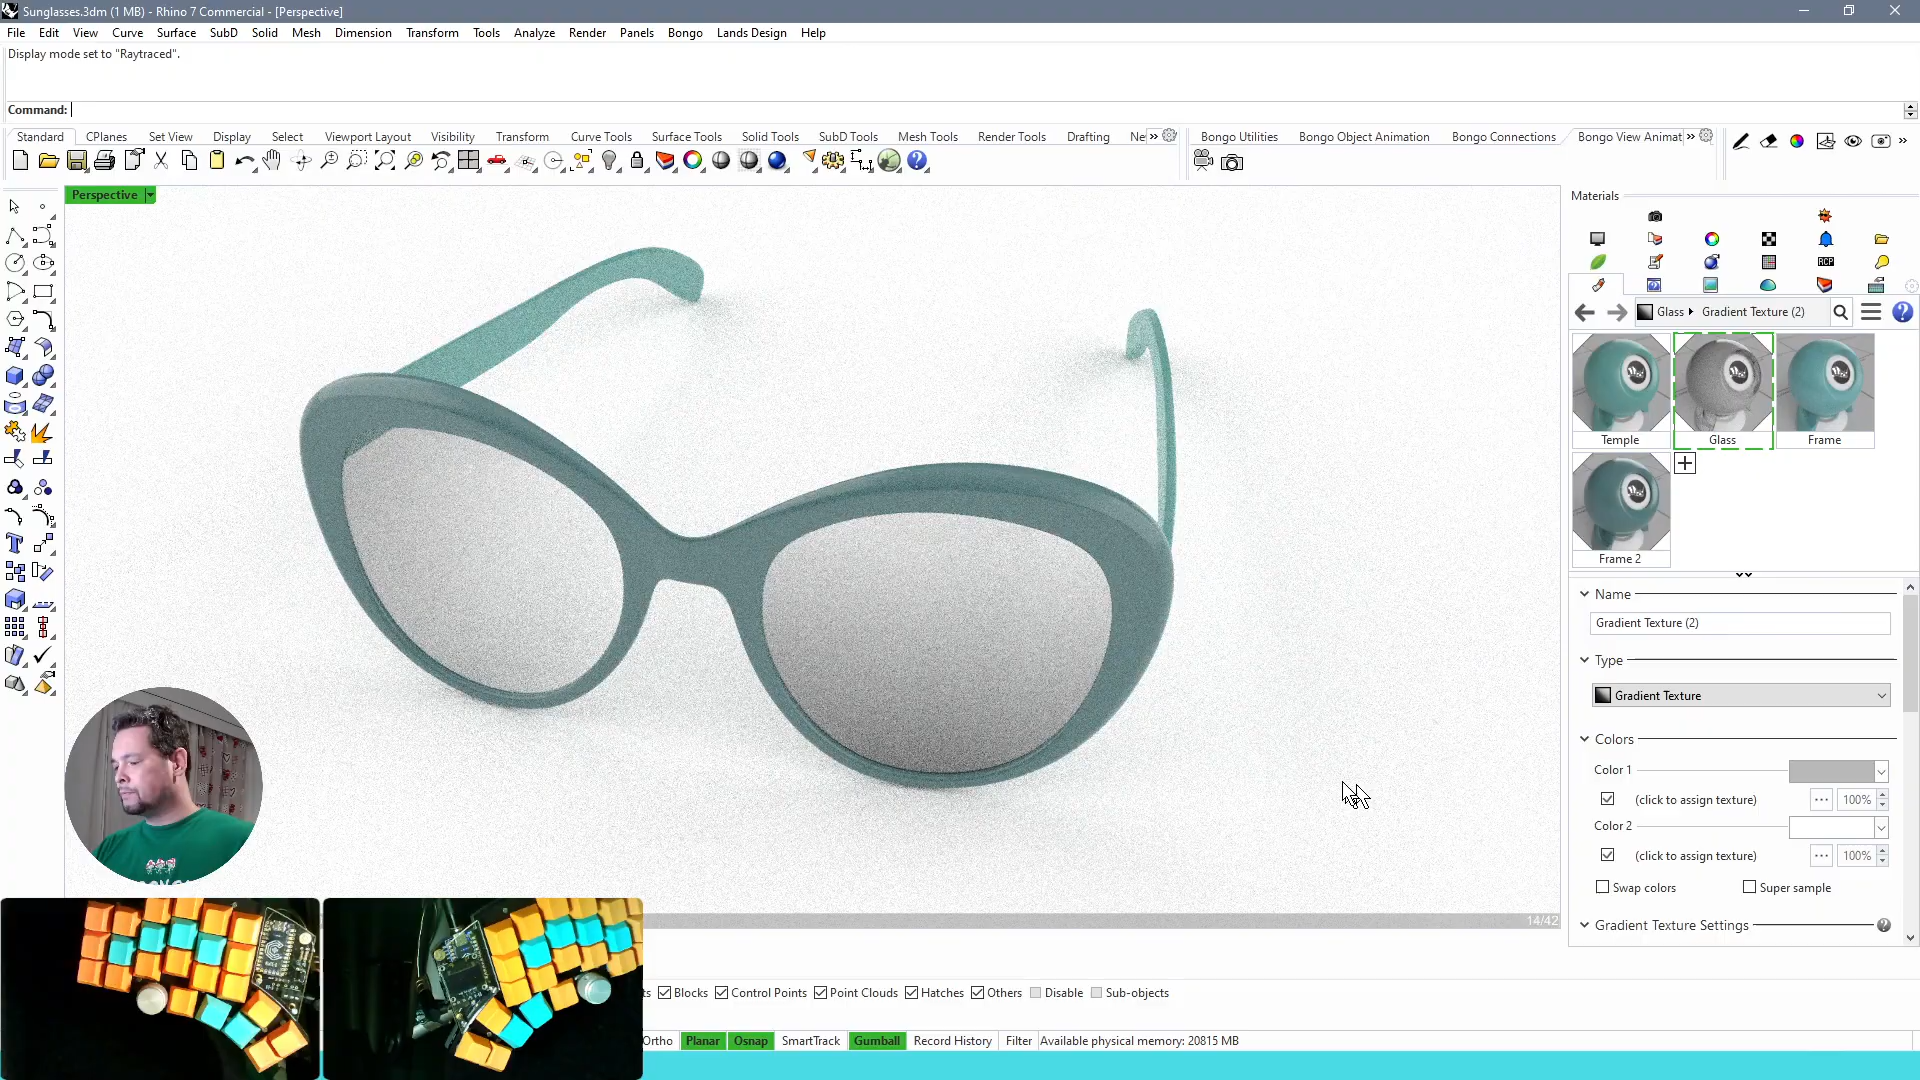 Sunglasses.3dm (1 MB) - Rhino 7 Commercial - [Perspective]
File Edit View Curve Surface SubD Solid Mesh Dimension Transform Tools Analyze Render Panels Bongo Lands Design Help
Display mode set to "Raytraced".
Command:
Standard CPlanes Set View Display Select Viewport Layout Visibility Transform Curve Tools Surface Tools Solid Tools SubD Tools Mesh Tools Render Tools Drafting Ne
Bongo Utilities Bongo Object Animation Bongo Connections Bongo View Animat
Perspective
Materials
RCP
Glass Gradient Texture (2)
Temple
Glass
Frame
Frame 2
Name
Gradient Texture (2)
Type
Gradient Texture
Colors
Color 1
(click to assign texture) ... 100%
Color 2
(click to assign texture) ... 100%
Swap colors Super sample
Gradient Texture Settings
14/42
ts Blocks Control Points Point Clouds Hatches Others Disable Sub-objects
Ortho Planar Osnap SmartTrack Gumball Record History Filter Available physical memory: 20815 MB